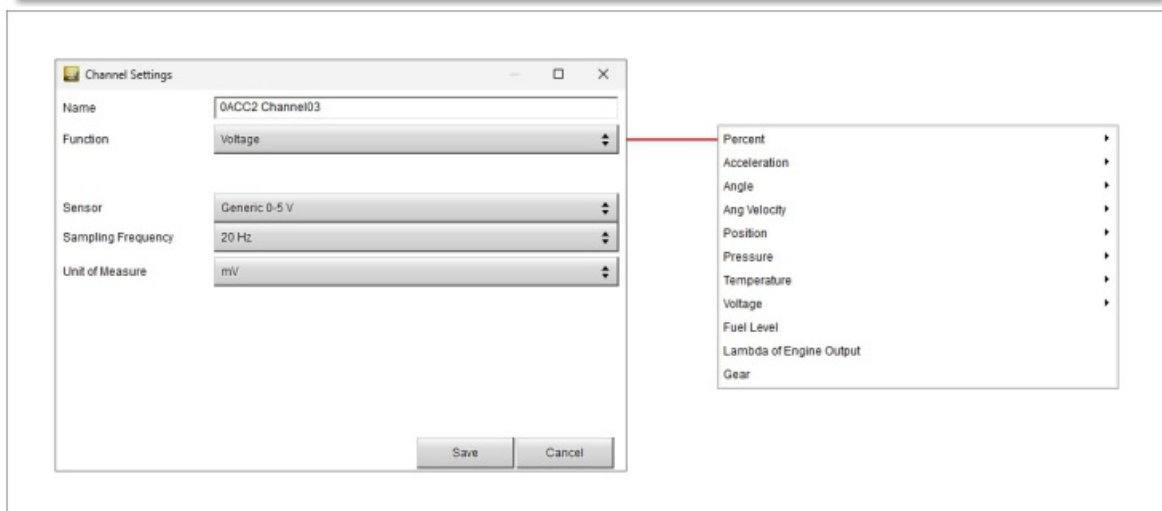 Channel Settings
Name 0ACC2 Channel03
Function Voltage
Sensor Generic 0-5 V
Sampling Frequency 20 Hz
Unit of Measure mV
Save Cancel
Percent
Acceleration
Angle
Ang Velocity
Position
Pressure
Temperature
Voltage
Fuel Level
Lambda of Engine Output
Gear